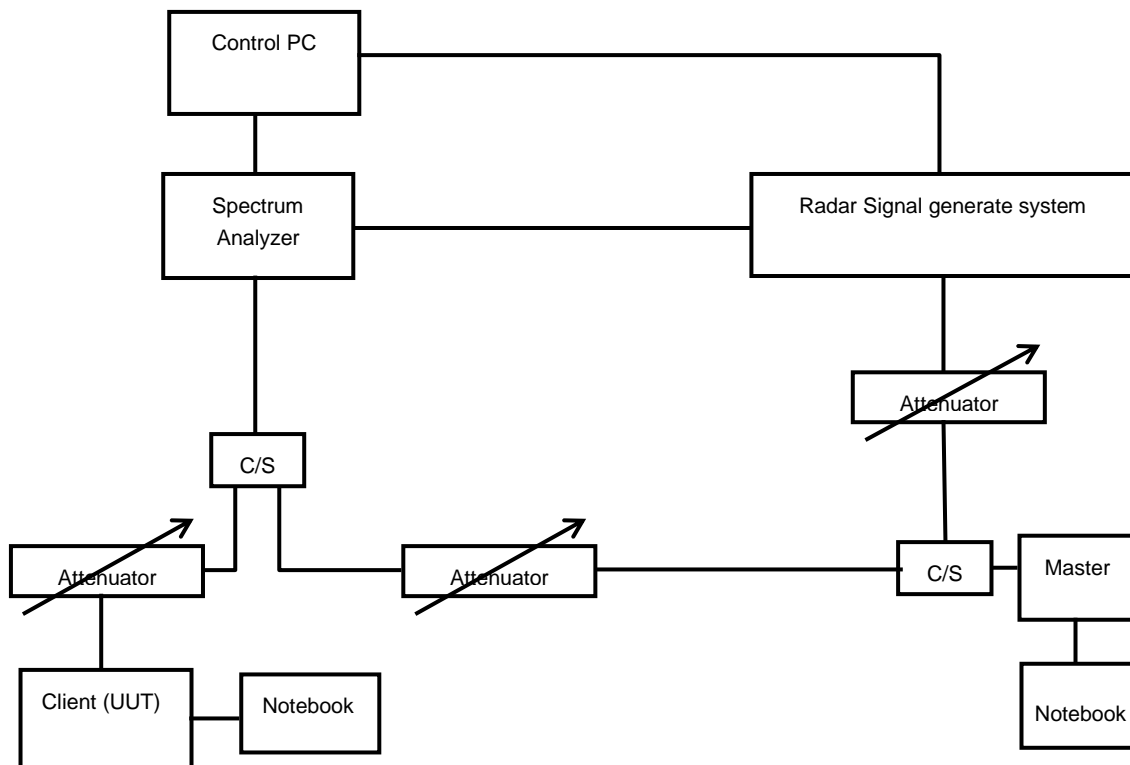 Control PC
Spectrum
Analyzer
Radar Signal generate system
Attenuator
C/S
Attenuator
Attenuator
C/S
Master
Client (UUT)
Notebook
Notebook